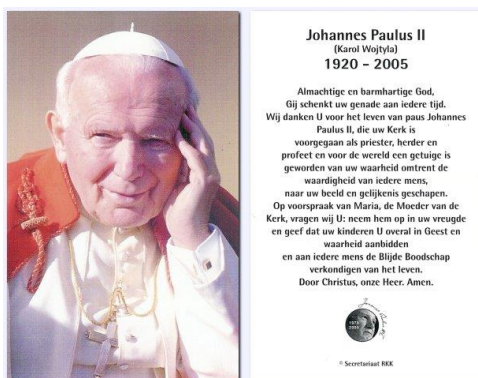 Johannes Paulus II
(Karol Wojtyla)
1920 - 2005
Almachtige en barmhartige God,
Gij schenkt uw genade aan iedere tijd.
Wij danken U voor het leven van paus Johannes
Paulus II, die uw Kerk is
voorgegaan als priester, herder en
profeet en voor de wereld een getuige is
geworden van uw waarheid omtrent de
waardigheid van iedere mens,
naar uw beeld en gelijkenis geschapen.
Op voorspraak van Maria, de Moeder van de
Kerk, vragen wij U: neem hem op in uw vreugde
en geef dat uw kinderen U overal in Geest en
waarheid aanbidden
en aan iedere mens de Blijde Boodschap
verkondigen van het leven.
Door Christus, onze Heer. Amen.
Secretariaat RKK